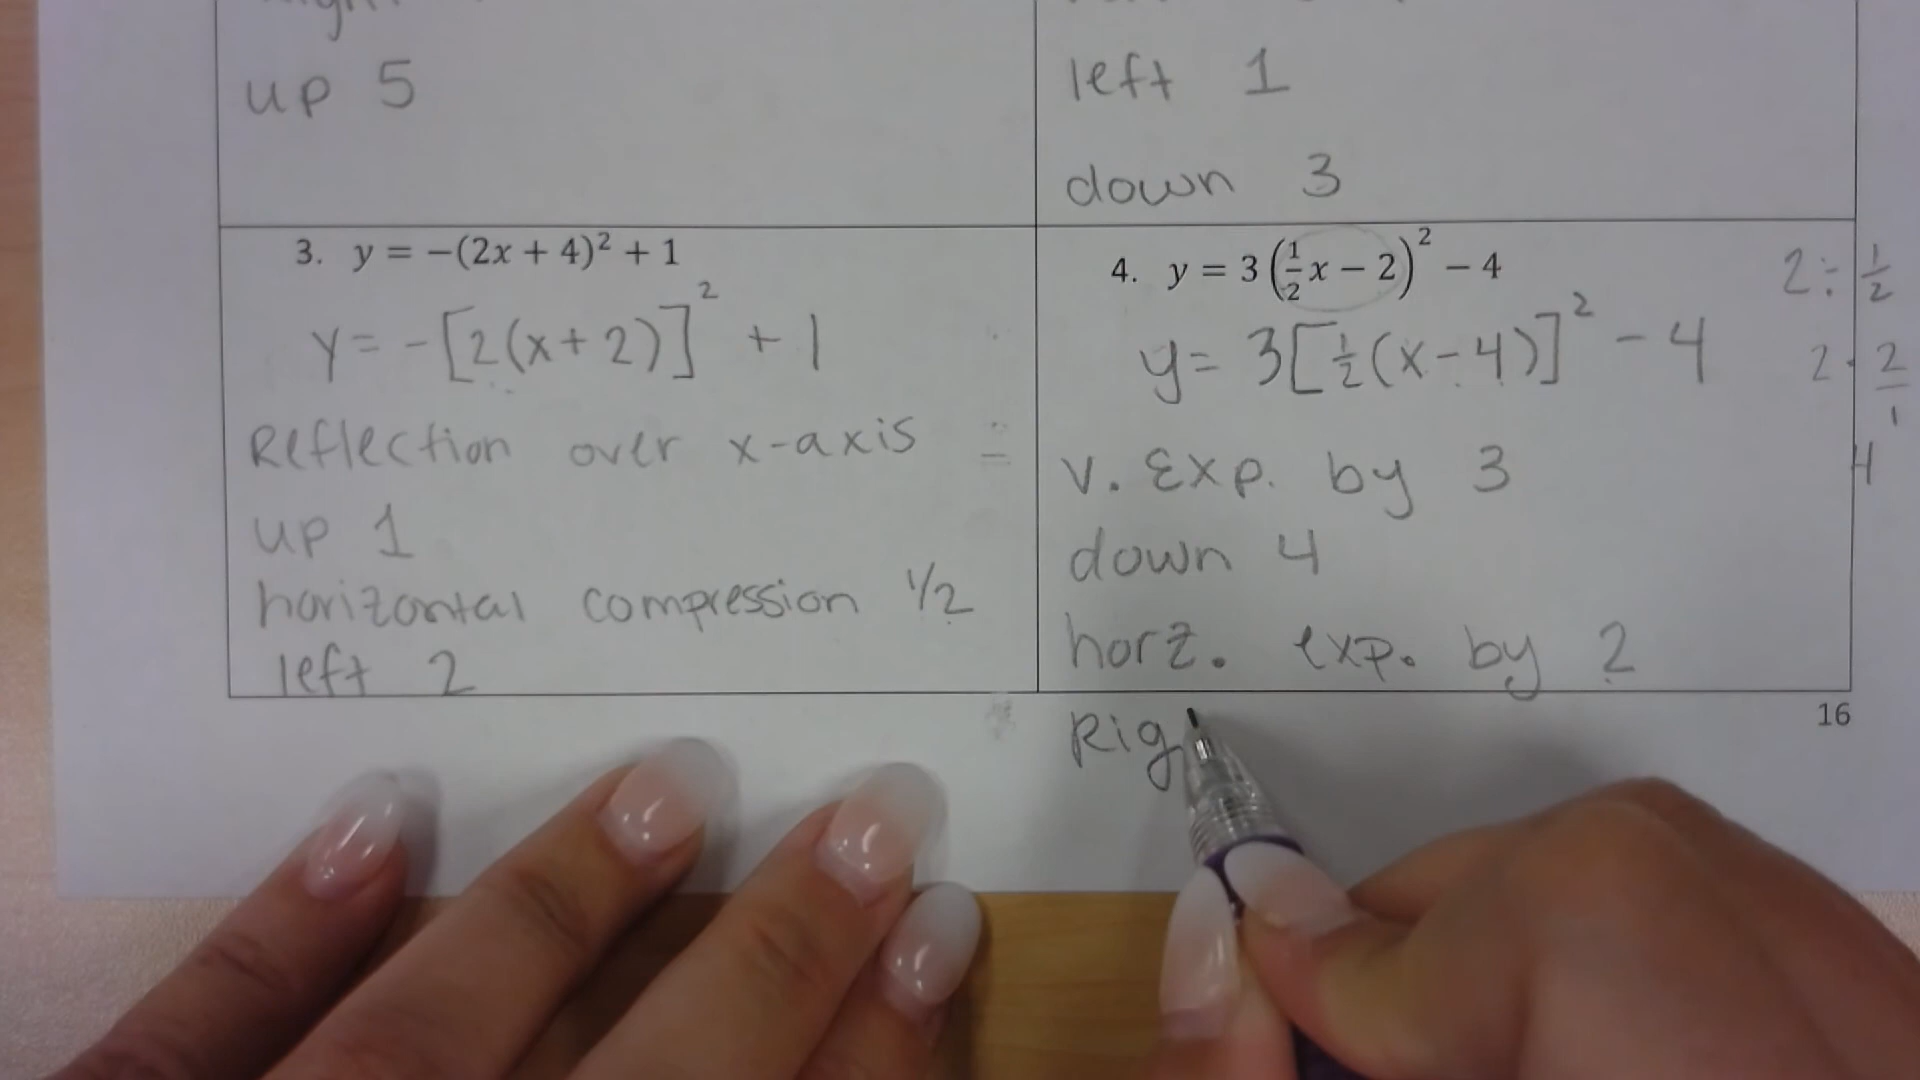 up 5
left 1
down 3
3. y = −(2x + 4)² + 1
y = -[2(x+2)]² + 1
Reflection over x-axis
up 1
horizontal compression 1/2
left 2
4. y = 3(1/2 x − 2)² − 4
y = 3[1/2(x-4)]² - 4
v. Exp. by 3
down 4
horz. exp. by 2
Rig
2 ÷ 1/2
2 · 2/1
4
16